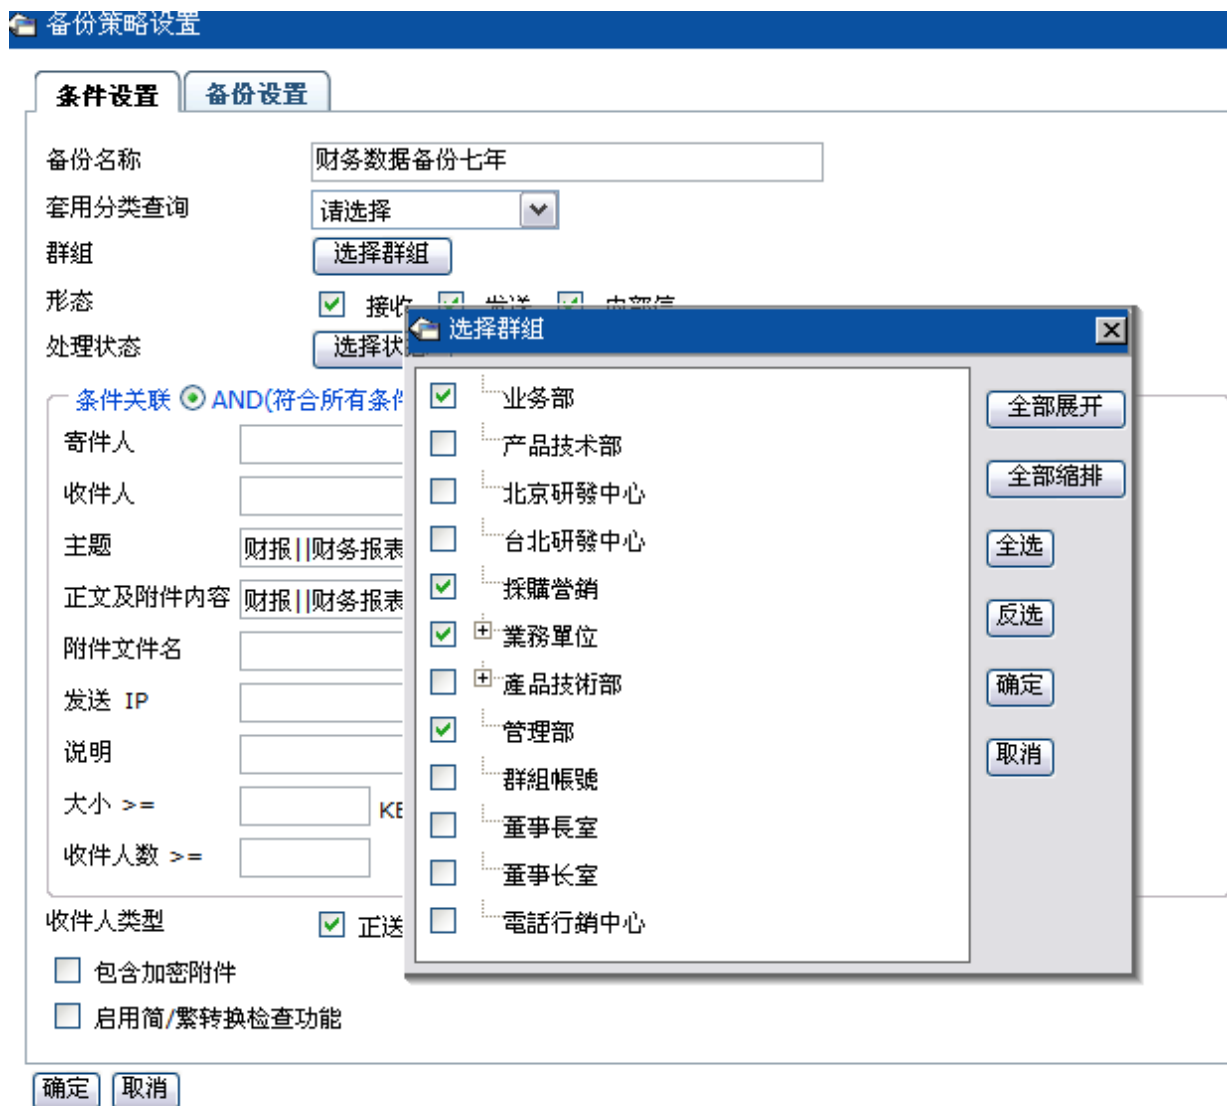 备份策略设置
条件设置 备份设置
备份名称 财务数据备份七年
套用分类查询 请选择
群组 选择群组
形态 接收 发送 内部信
处理状态 选择状
条件关联 AND(符合所有条件
寄件人
收件人
主题 财报||财务报表
正文及附件内容 财报||财务报表
附件文件名
发送 IP
说明
大小 >= KB
收件人数 >=
收件人类型 正送
包含加密附件
启用简/繁转换检查功能
确定 取消
选择群组
业务部
产品技术部
北京研發中心
台北研發中心
採購營銷
業務單位
產品技術部
管理部
群組帳號
董事長室
董事长室
電話行銷中心
全部展开
全部缩排
全选
反选
确定
取消